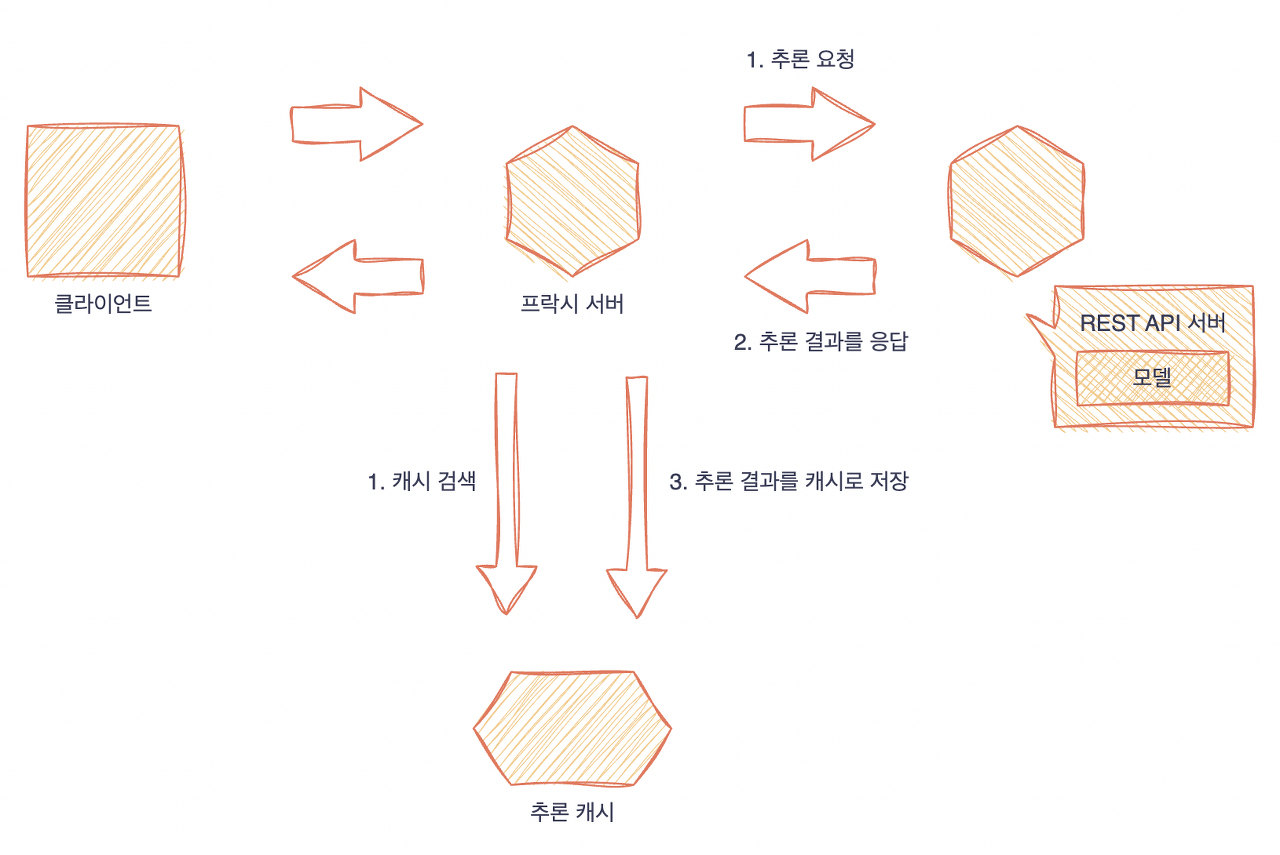 1. 추론 요청
클라이언트
프락시 서버
2. 추론 결과를 응답
REST API 서버
모델
1. 캐시 검색
3. 추론 결과를 캐시로 저장
추론 캐시